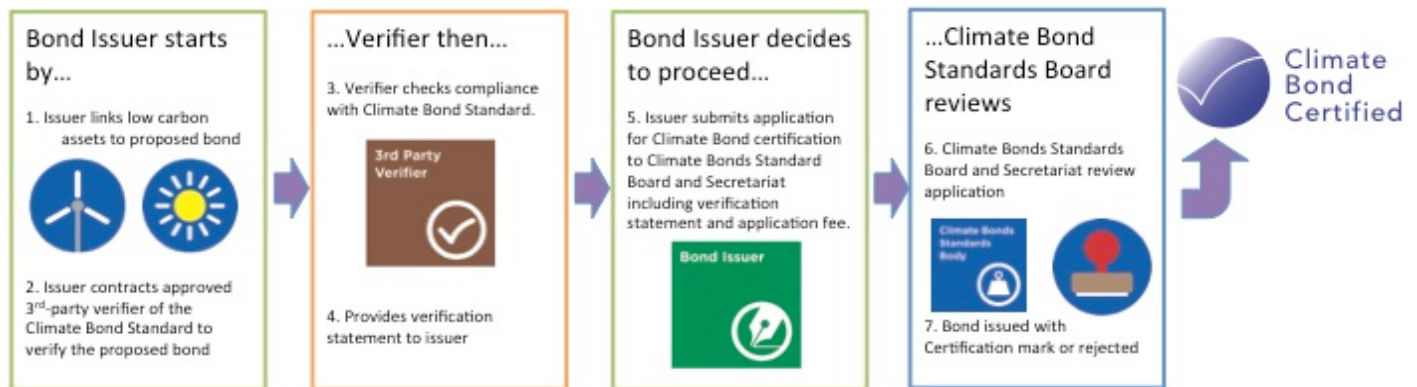 Bond Issuer starts
by...
1. Issuer links low carbon
assets to proposed bond
2. Issuer contracts approved
3rd-party verifier of the
Climate Bond Standard to
verify the proposed bond
...Verifier then...
3. Verifier checks compliance
with Climate Bond Standard.
3rd Party
Verifier
4. Provides verification
statement to issuer
Bond Issuer decides
to proceed...
5. Issuer submits application
for Climate Bond certification
to Climate Bonds Standard
Board and Secretariat
including verification
statement and application fee.
Bond Issuer
...Climate Bond
Standards Board
reviews
6. Climate Bonds Standards
Board and Secretariat review
application
Climate Bonds
Standards
Body
7. Bond issued with
Certification mark or rejected
Climate
Bond
Certified